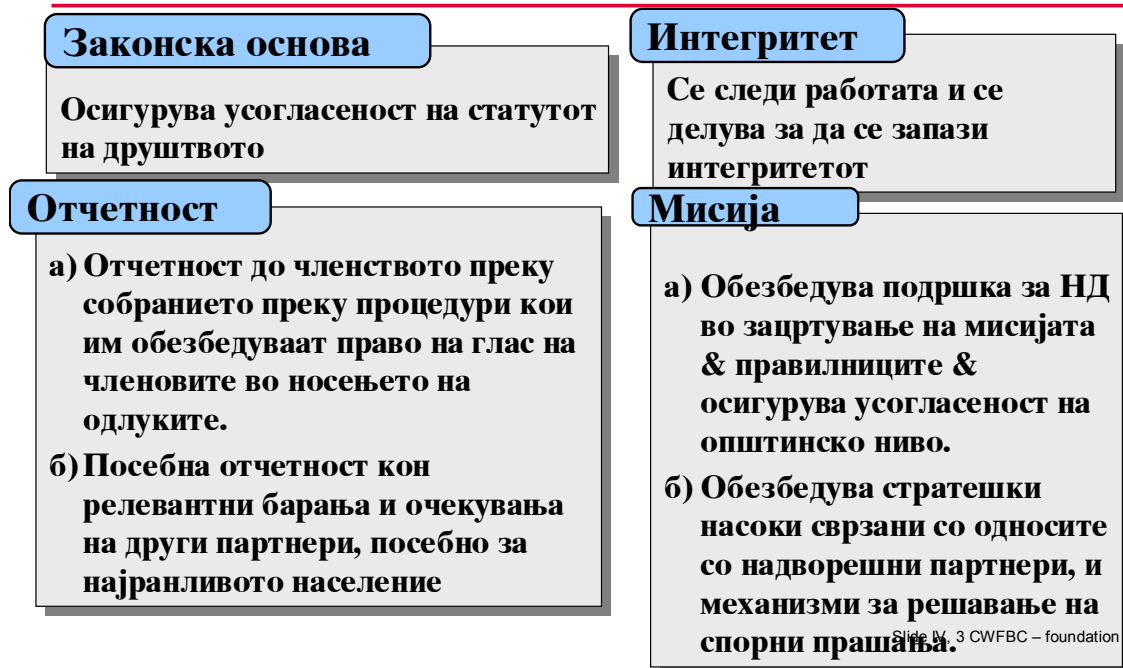 Законска основа
Осигурува усогласеност на статутот
на друштвото
Интегритет
Се следи работата и се
делува за да се запази
интегритетот
Отчетност
а) Отчетност до членството преку
собранието преку процедури кои
им обезбедуваат право на глас на
членовите во носењето на
одлуките.
б) Посебна отчетност кон
релевантни барања и очекувања
на други партнери, посебно за
најранливото население
Мисија
а) Обезбедува подршка за НД
во зацртување на мисијата
& правилниците &
осигурува усогласеност на
општинско ниво.
б) Обезбедува стратешки
насоки сврзани со односите
со надворешни партнери, и
механизми за решавање на
спорни прашања.
Slide IV, 3 CWFBC – foundation